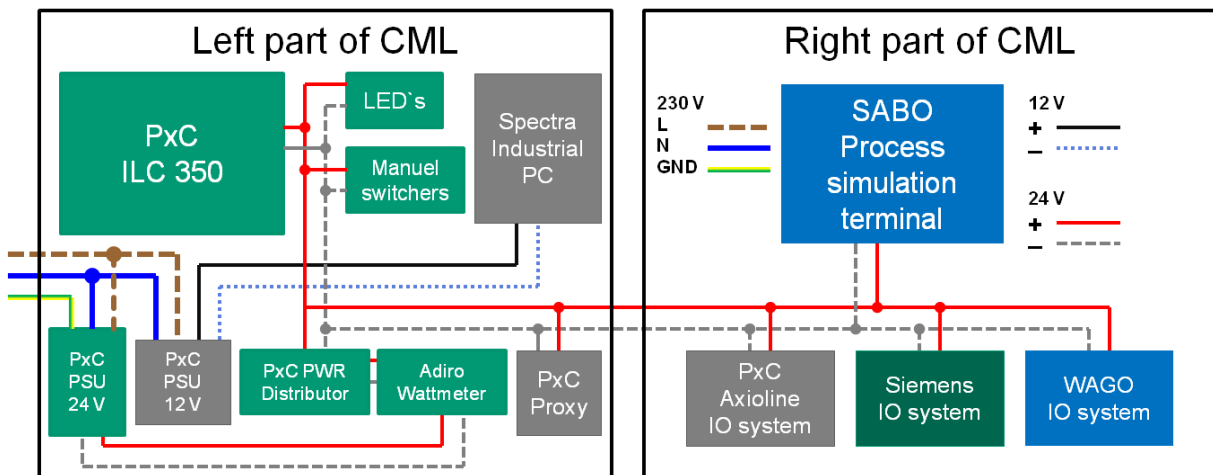 Left part of CML
PxC
ILC 350
LED`s
Manuel
switchers
Spectra
Industrial
PC
PxC
PSU
24 V
PxC
PSU
12 V
PxC PWR
Distributor
Adiro
Wattmeter
PxC
Proxy
Right part of CML
230 V
L
N
GND
SABO
Process
simulation
terminal
12 V
+
−
24 V
+
−
PxC
Axioline
IO system
Siemens
IO system
WAGO
IO system